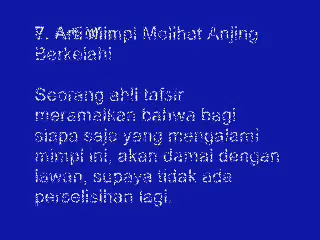 7. Arti Mimpi Melihat Anjing
Berkelahi
Seorang ahli tafsir
meramalkan bahwa bagi
siapa saja yang mengalami
mimpi ini, akan damai dengan
lawan, supaya tidak ada
perselisihan lagi.